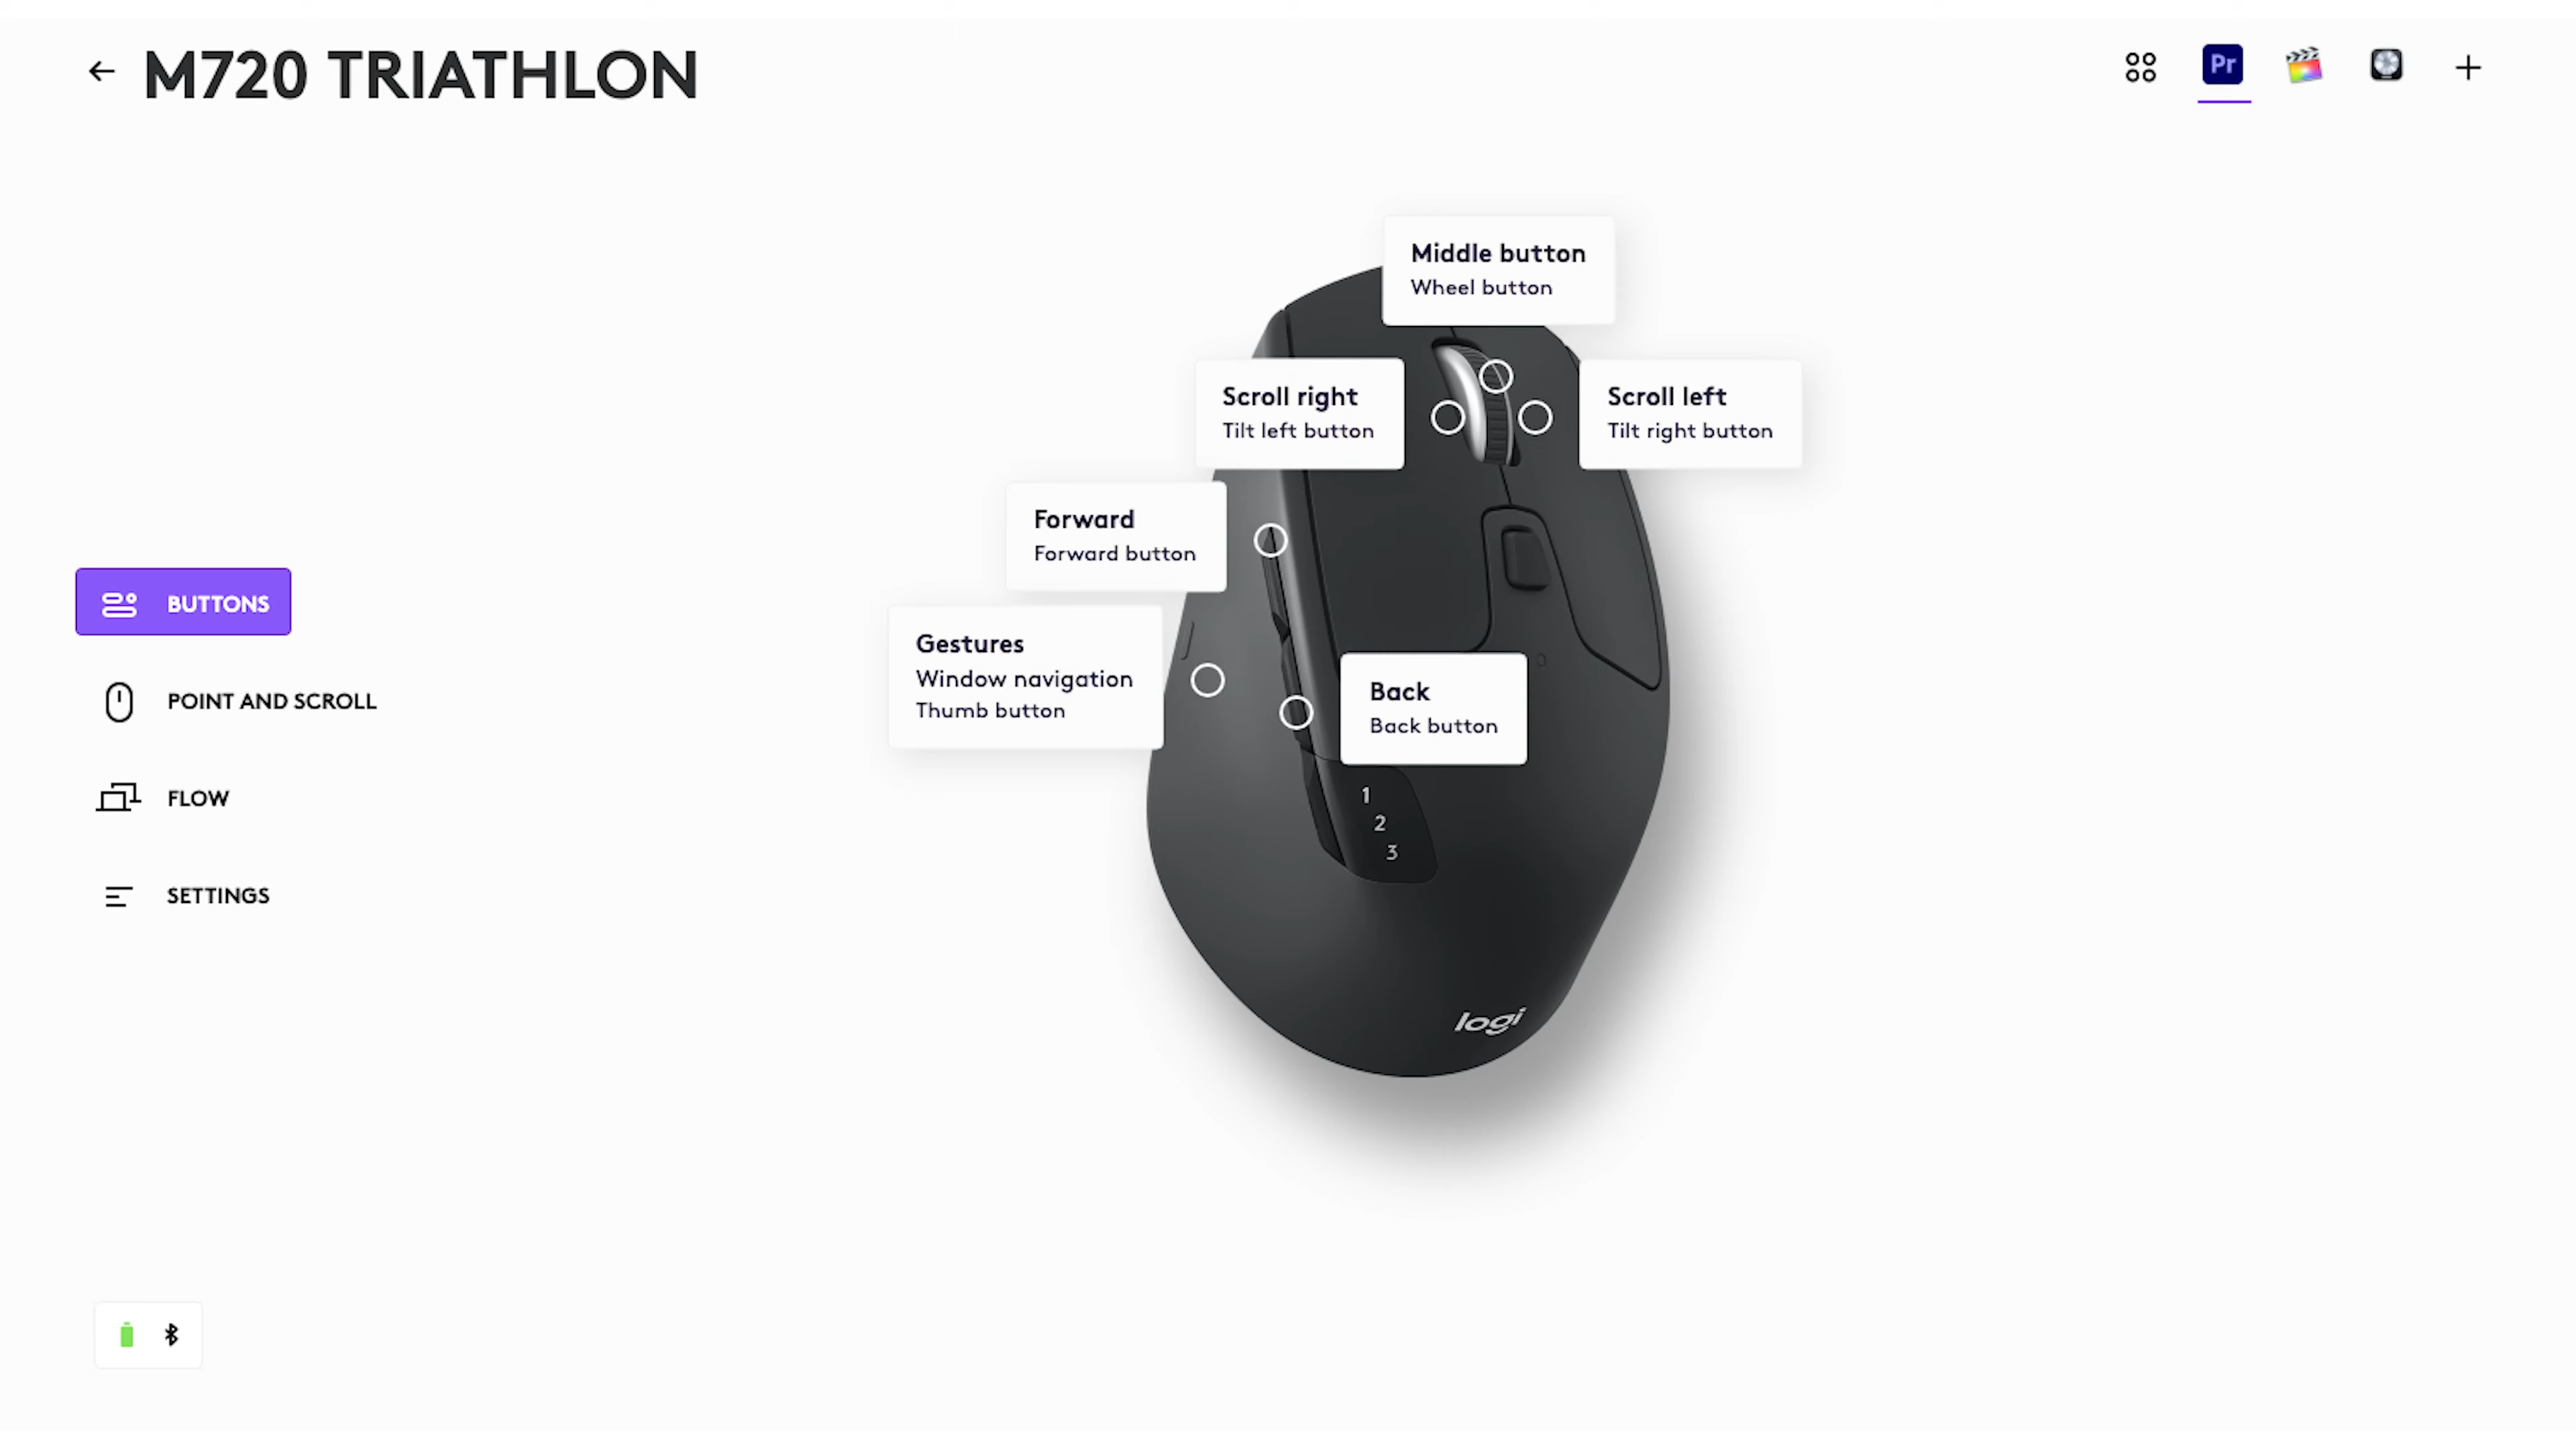 M720 TRIATHLON
Pr
Middle button
Wheel button
Scroll right
Tilt left button
Scroll left
Tilt right button
Forward
Forward button
Gestures
Window navigation
Thumb button
Back
Back button
1
2
3
logi
BUTTONS
POINT AND SCROLL
FLOW
SETTINGS